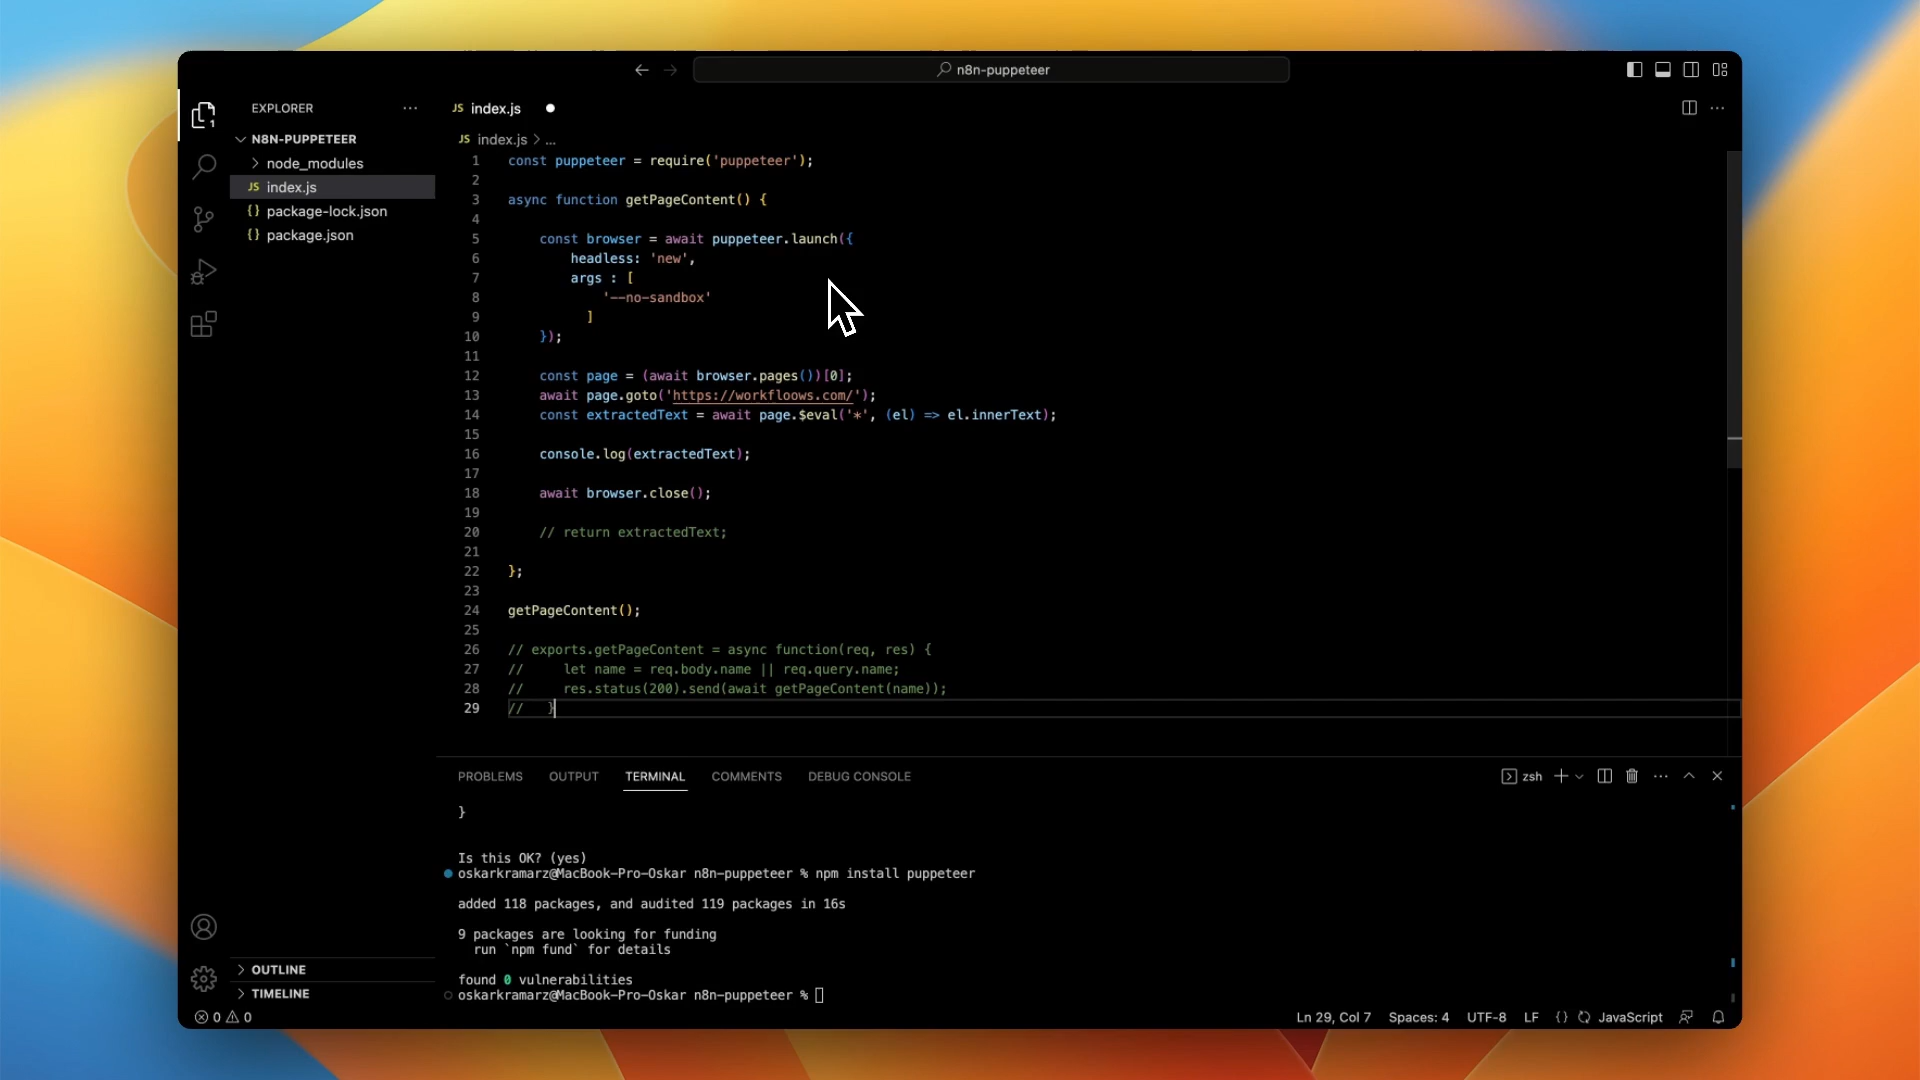 n8n-puppeteer
EXPLORER
JS index.js
1
N8N-PUPPETEER
JS index.js > ...
node_modules
JS index.js
{} package-lock.json
{} package.json
1 const puppeteer = require('puppeteer');
2
3 async function getPageContent() {
4
5 const browser = await puppeteer.launch({
6 headless: 'new',
7 args : [
8 '--no-sandbox'
9 ]
10 });
11
12 const page = (await browser.pages())[0];
13 await page.goto('https://workfloows.com/');
14 const extractedText = await page.$eval('*', (el) => el.innerText);
15
16 console.log(extractedText);
17
18 await browser.close();
19
20 // return extractedText;
21
22 };
23
24 getPageContent();
25
26 // exports.getPageContent = async function(req, res) {
27 // let name = req.body.name || req.query.name;
28 // res.status(200).send(await getPageContent(name));
29 // }
PROBLEMS OUTPUT TERMINAL COMMENTS DEBUG CONSOLE
zsh
}
Is this OK? (yes)
oskarkramarz@MacBook-Pro-Oskar n8n-puppeteer % npm install puppeteer
added 118 packages, and audited 119 packages in 16s
9 packages are looking for funding
run `npm fund` for details
found 0 vulnerabilities
oskarkramarz@MacBook-Pro-Oskar n8n-puppeteer %
OUTLINE
TIMELINE
0 0
Ln 29, Col 7 Spaces: 4 UTF-8 LF {} JavaScript